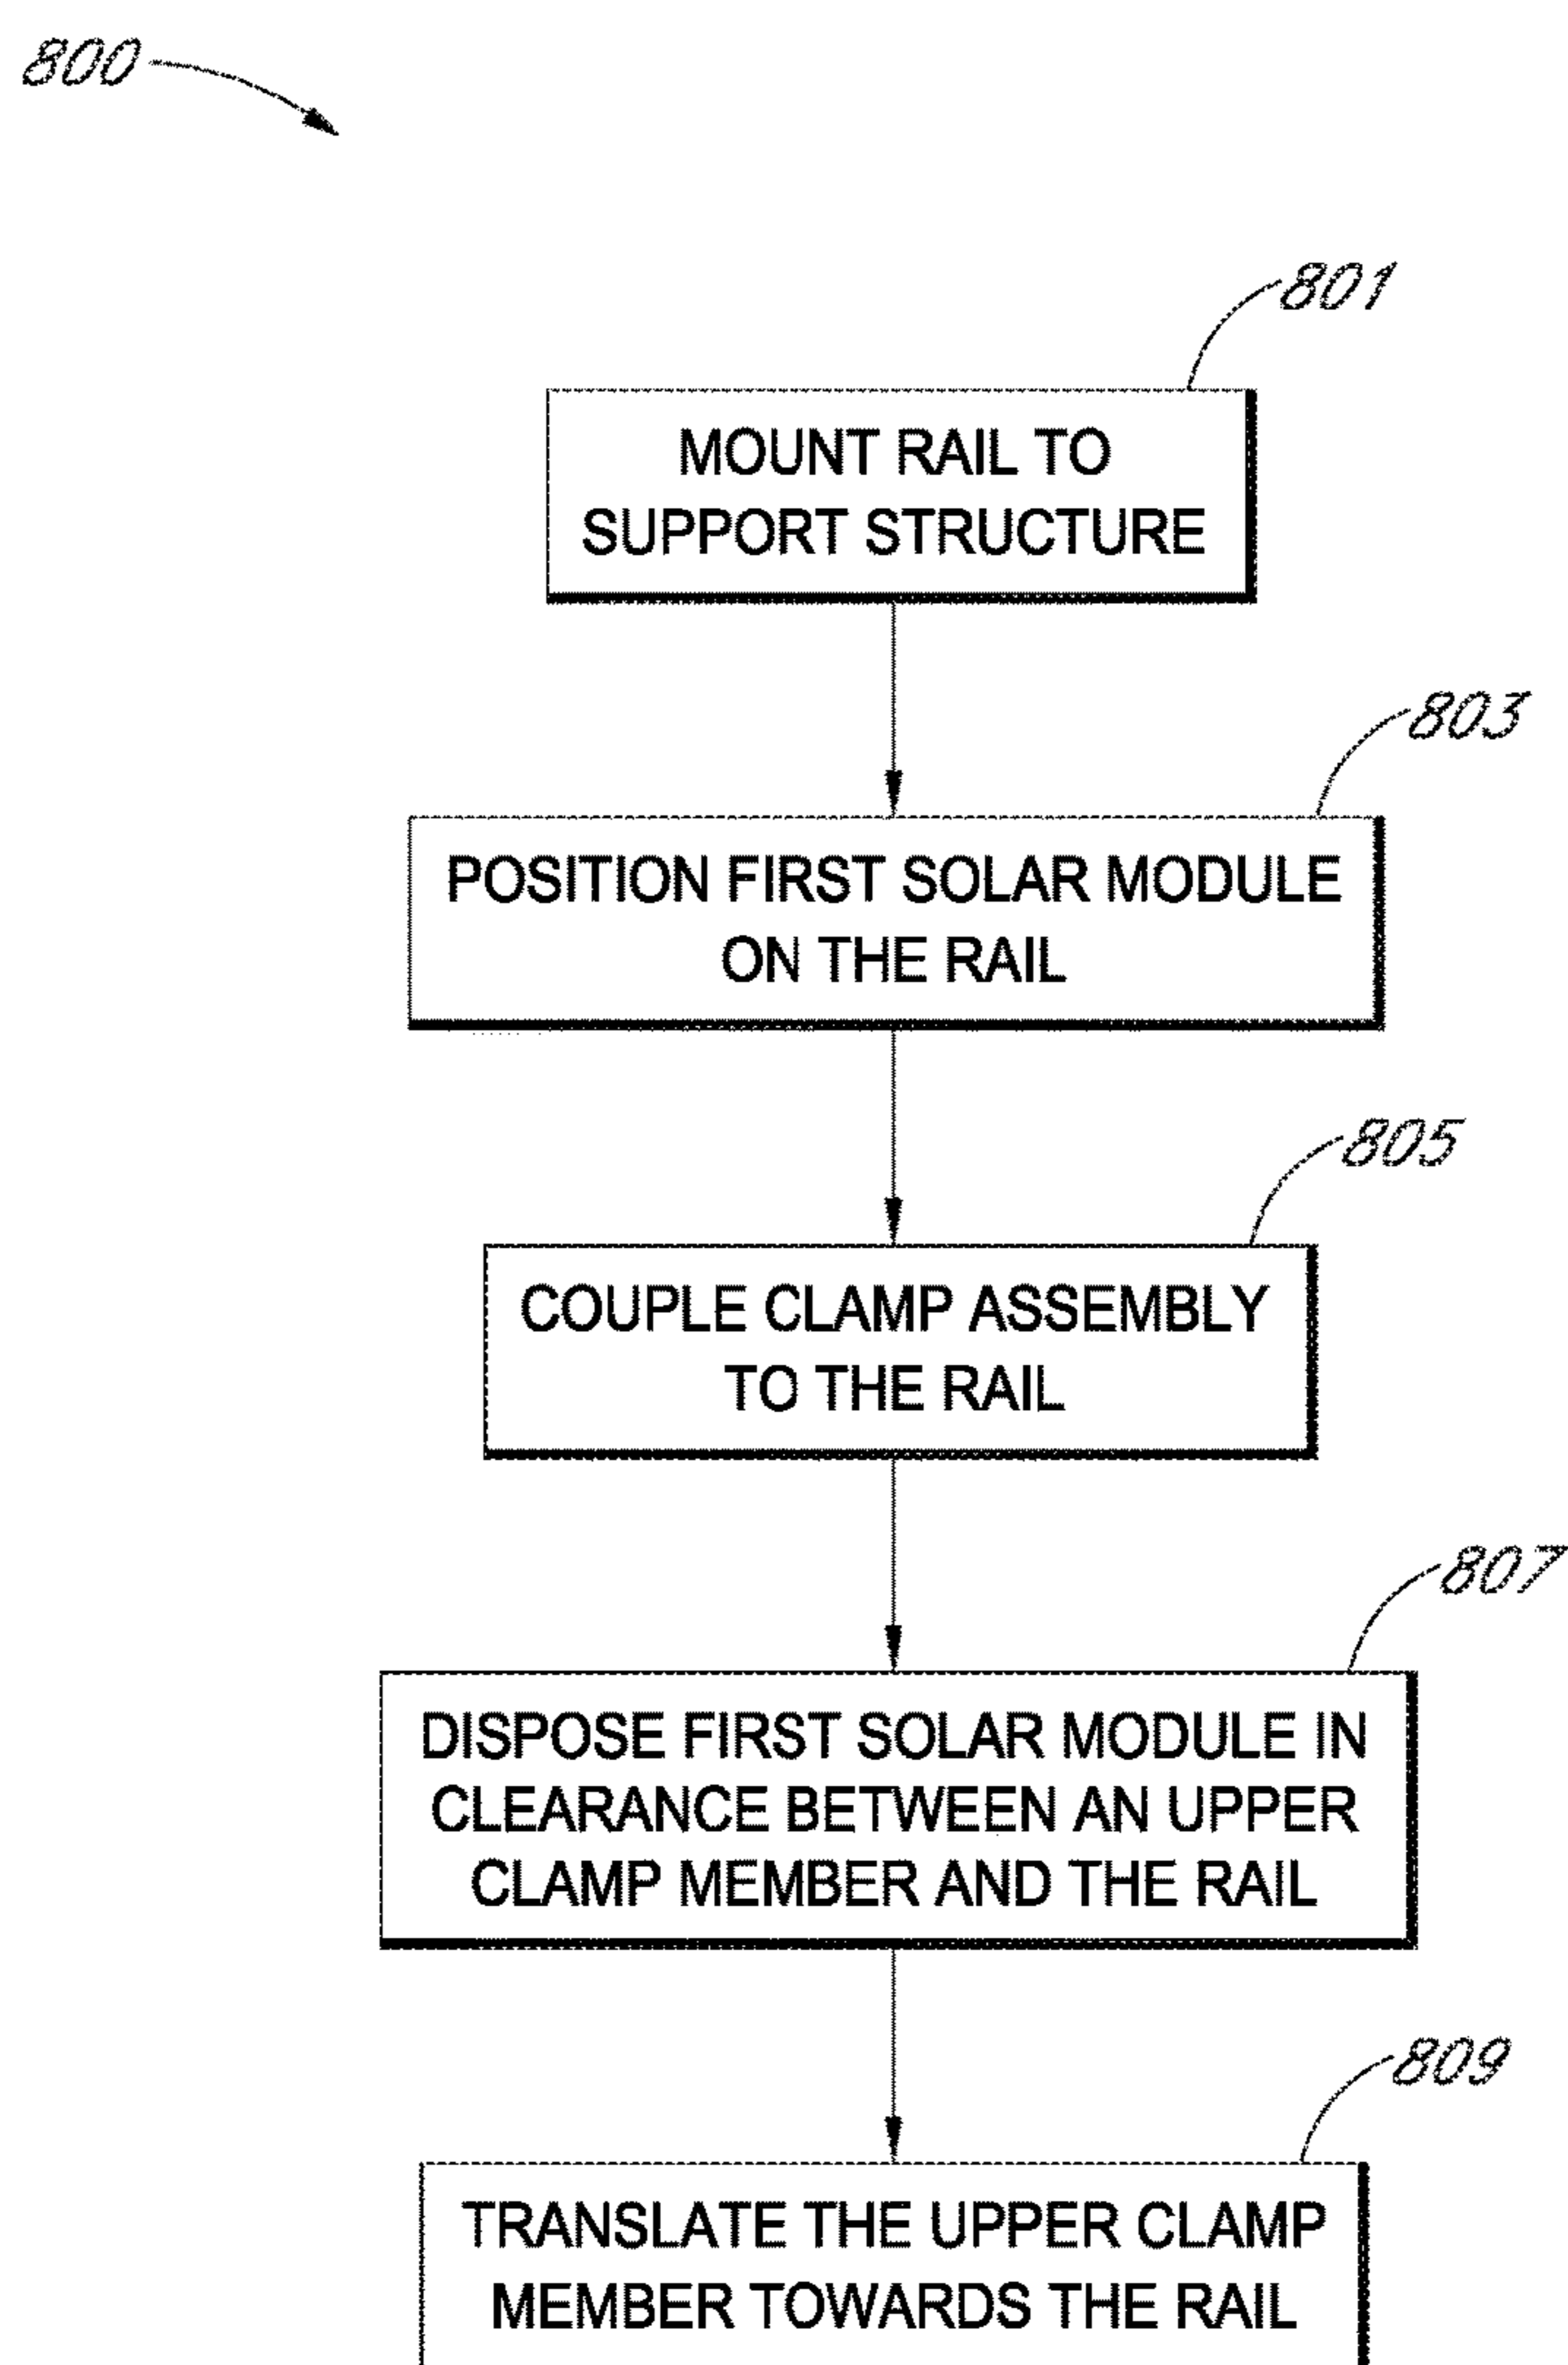 800
801
MOUNT RAIL TO
SUPPORT STRUCTURE
803
POSITION FIRST SOLAR MODULE
ON THE RAIL
805
COUPLE CLAMP ASSEMBLY
TO THE RAIL
807
DISPOSE FIRST SOLAR MODULE IN
CLEARANCE BETWEEN AN UPPER
CLAMP MEMBER AND THE RAIL
809
TRANSLATE THE UPPER CLAMP
MEMBER TOWARDS THE RAIL